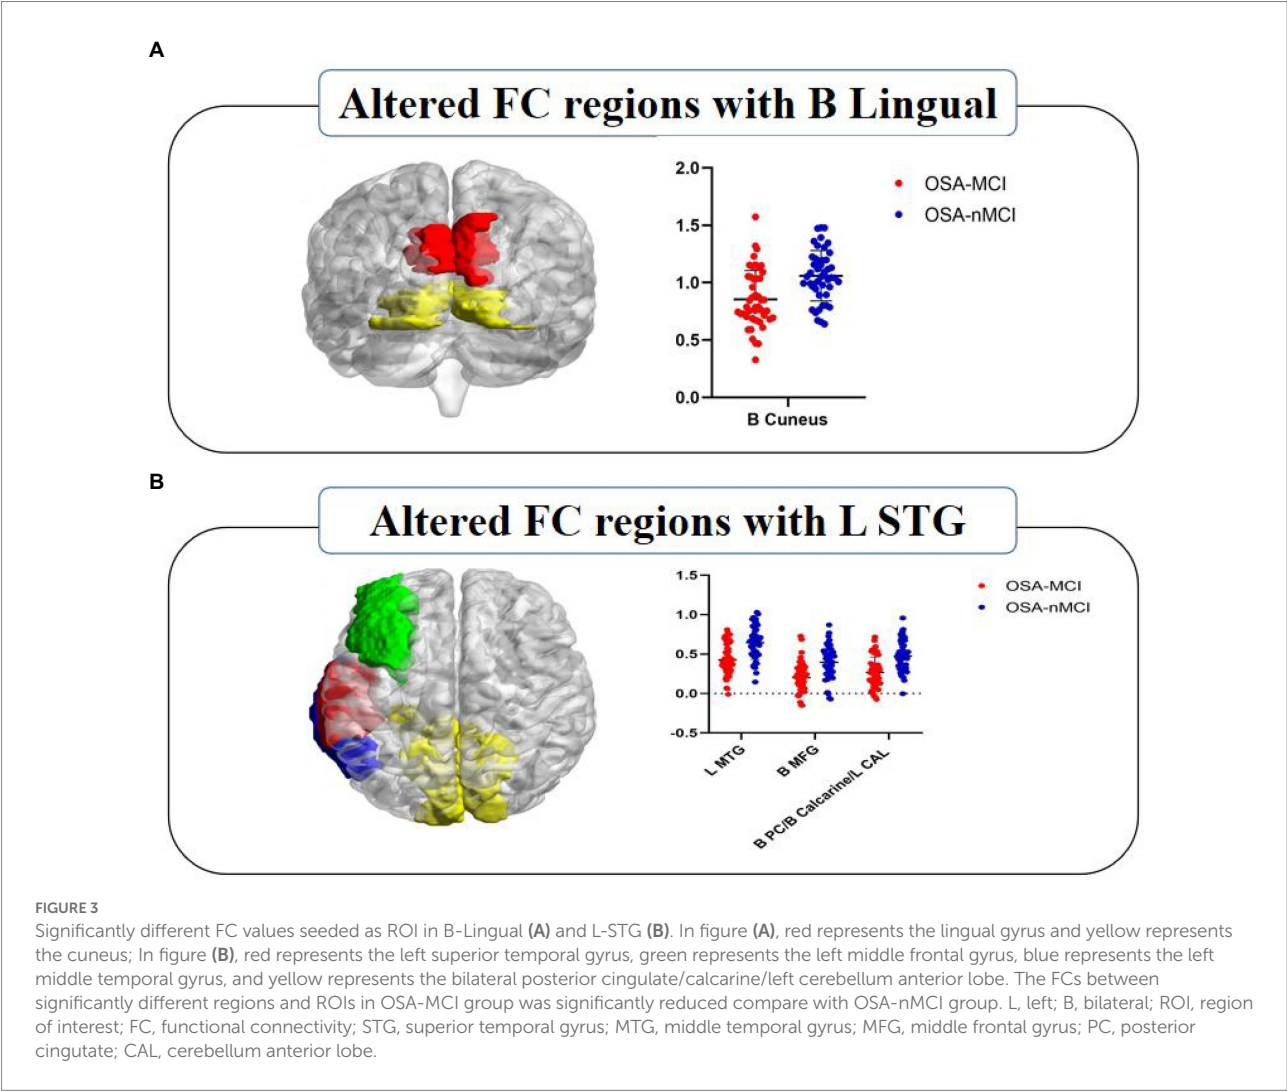 A
Altered FC regions with B Lingual
2.0
1.5
1.0
0.5
0.0
B Cuneus
OSA-MCI
OSA-nMCI
B
Altered FC regions with L STG
1.5
1.0
0.5
0.0
-0.5
L MTG
B MFG
B PC/B Calcarine/L CAL
OSA-MCI
OSA-nMCI
FIGURE 3
Significantly different FC values seeded as ROI in B-Lingual (A) and L-STG (B). In figure (A), red represents the lingual gyrus and yellow represents
the cuneus; In figure (B), red represents the left superior temporal gyrus, green represents the left middle frontal gyrus, blue represents the left
middle temporal gyrus, and yellow represents the bilateral posterior cingulate/calcarine/left cerebellum anterior lobe. The FCs between
significantly different regions and ROIs in OSA-MCI group was significantly reduced compare with OSA-nMCI group. L, left; B, bilateral; ROI, region
of interest; FC, functional connectivity; STG, superior temporal gyrus; MTG, middle temporal gyrus; MFG, middle frontal gyrus; PC, posterior
cingutate; CAL, cerebellum anterior lobe.